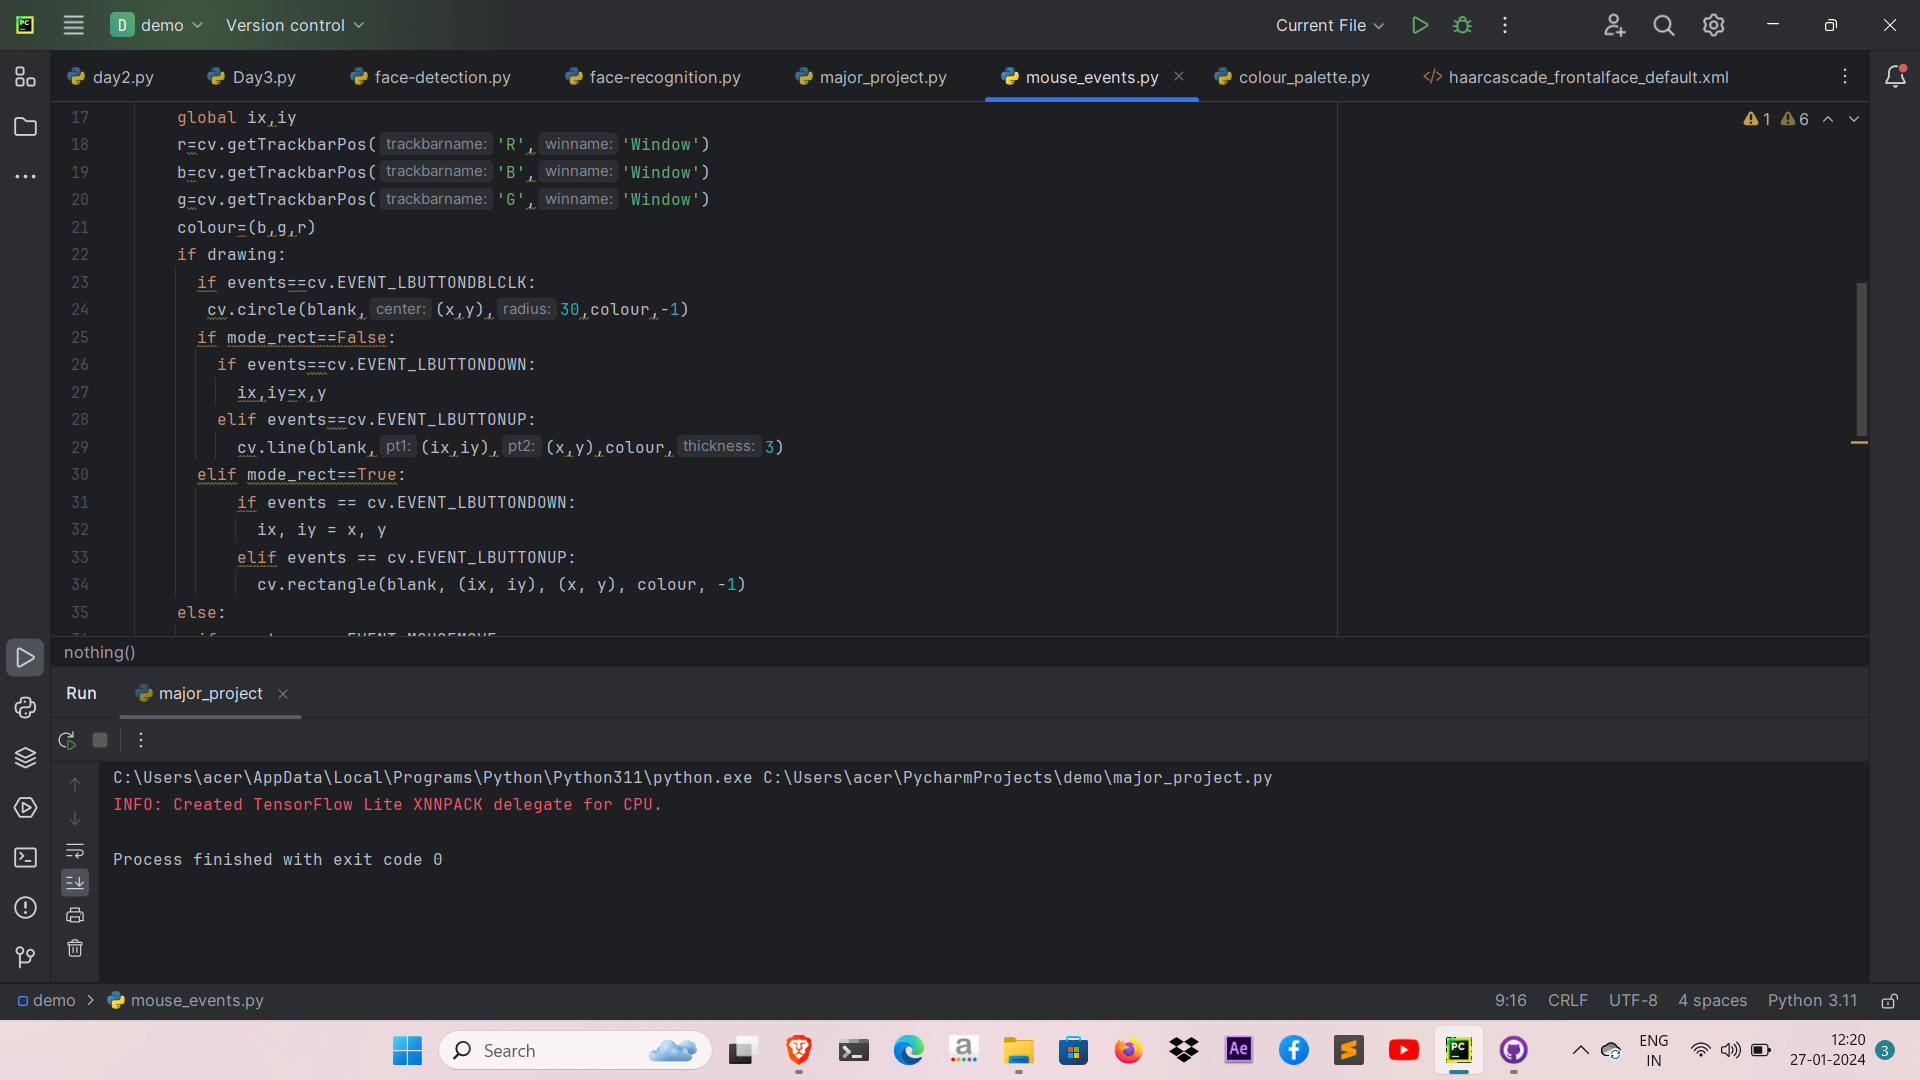 PC D demo Version control Current File
day2.py Day3.py face-detection.py face-recognition.py major_project.py mouse_events.py colour_palette.py </> haarcascade_frontalface_default.xml
1 6
17 global ix,iy
18 r=cv.getTrackbarPos( trackbarname: 'R', winname: 'Window')
19 b=cv.getTrackbarPos( trackbarname: 'B', winname: 'Window')
20 g=cv.getTrackbarPos( trackbarname: 'G', winname: 'Window')
21 colour=(b,g,r)
22 if drawing:
23 if events==cv.EVENT_LBUTTONDBLCLK:
24 cv.circle(blank, center: (x,y), radius: 30,colour,-1)
25 if mode_rect==False:
26 if events==cv.EVENT_LBUTTONDOWN:
27 ix,iy=x,y
28 elif events==cv.EVENT_LBUTTONUP:
29 cv.line(blank, pt1: (ix,iy), pt2: (x,y),colour, thickness: 3)
30 elif mode_rect==True:
31 if events == cv.EVENT_LBUTTONDOWN:
32 ix, iy = x, y
33 elif events == cv.EVENT_LBUTTONUP:
34 cv.rectangle(blank, (ix, iy), (x, y), colour, -1)
35 else:
nothing()
Run major_project
C:\Users\acer\AppData\Local\Programs\Python\Python311\python.exe C:\Users\acer\PycharmProjects\demo\major_project.py
INFO: Created TensorFlow Lite XNNPACK delegate for CPU.
Process finished with exit code 0
demo > mouse_events.py 9:16 CRLF UTF-8 4 spaces Python 3.11
Search a Ae PC ENG 12:20
IN 27-01-2024 3